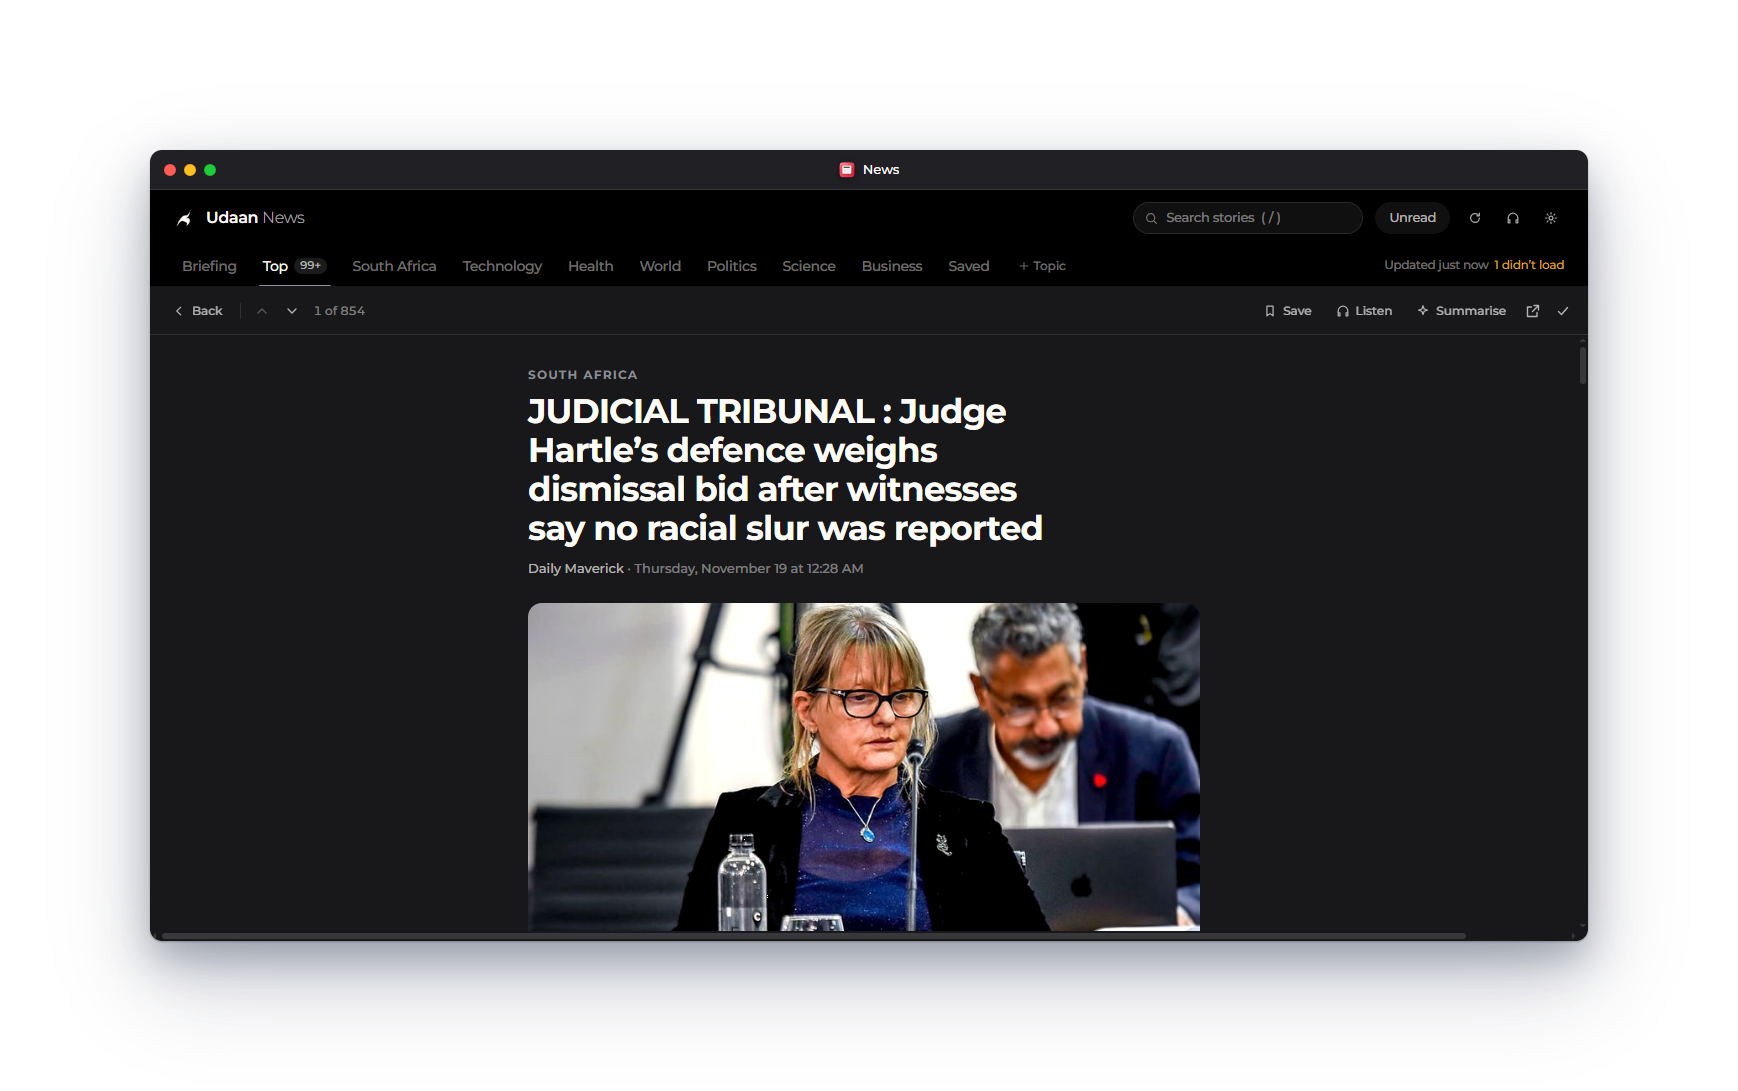 News
Udaan News
Search stories ( / )
Unread
Briefing
Top 99+
South Africa
Technology
Health
World
Politics
Science
Business
Saved
+ Topic
Updated just now 1 didn’t load
Back
1 of 854
Save
Listen
Summarise
SOUTH AFRICA
JUDICIAL TRIBUNAL : Judge
Hartle’s defence weighs
dismissal bid after witnesses
say no racial slur was reported
Daily Maverick · Thursday, November 19 at 12:28 AM